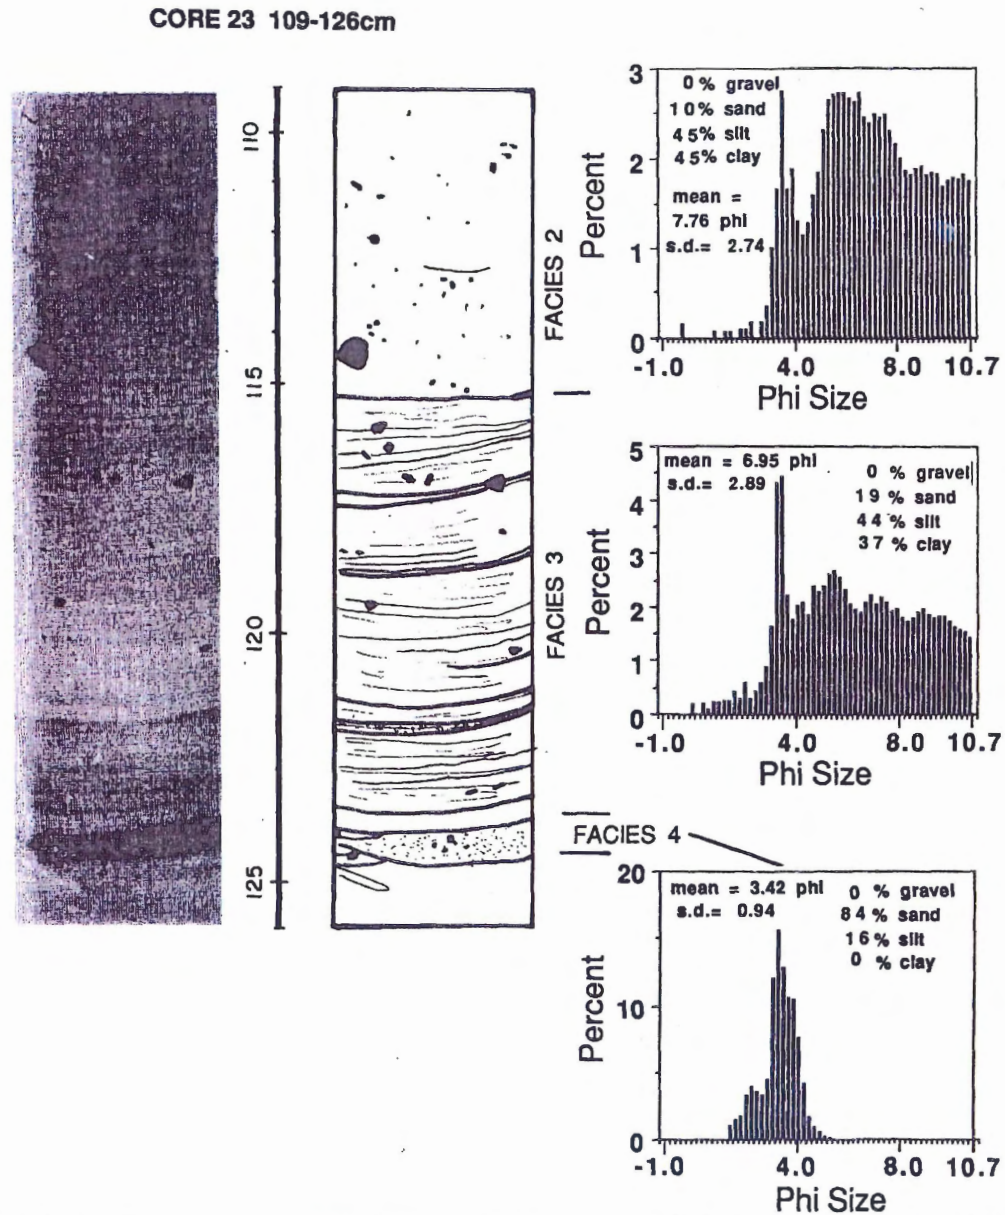 CORE 23 109-126cm
110
115
120
125
FACIES 2
FACIES 3
FACIES 4
3
2
1
0
Percent
0 % gravel
10% sand
45% silt
45% clay
mean =
7.76 phi
s.d.= 2.74
-1.0 4.0 8.0 10.7
Phi Size
5
4
3
2
1
0
Percent
mean = 6.95 phi
s.d.= 2.89
0 % gravel
19% sand
44% silt
37% clay
-1.0 4.0 8.0 10.7
Phi Size
20
10
0
Percent
mean = 3.42 phi
s.d.= 0.94
0 % gravel
84% sand
16% silt
0 % clay
-1.0 4.0 8.0 10.7
Phi Size